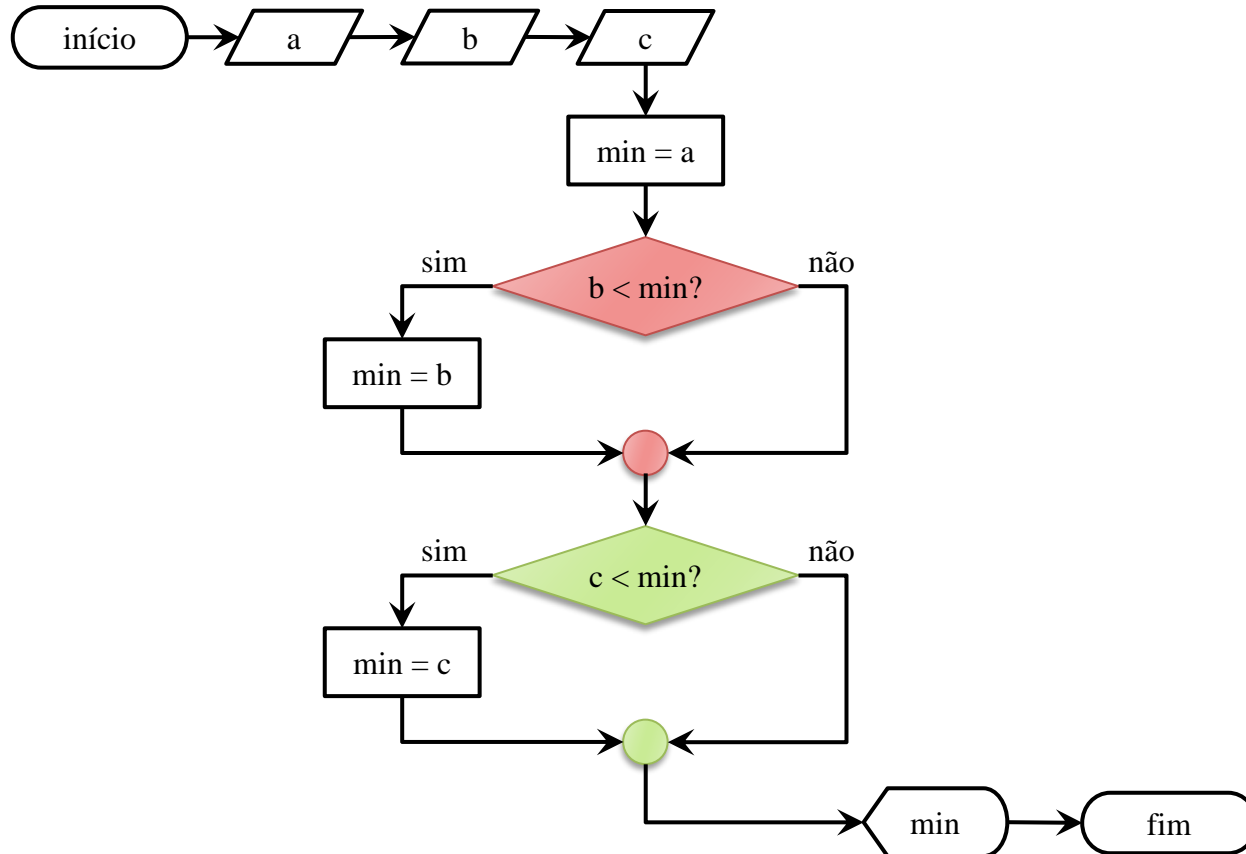 início
a
b
c
min = a
sim
b < min?
não
min = b
sim
c < min?
não
min = c
min
fim